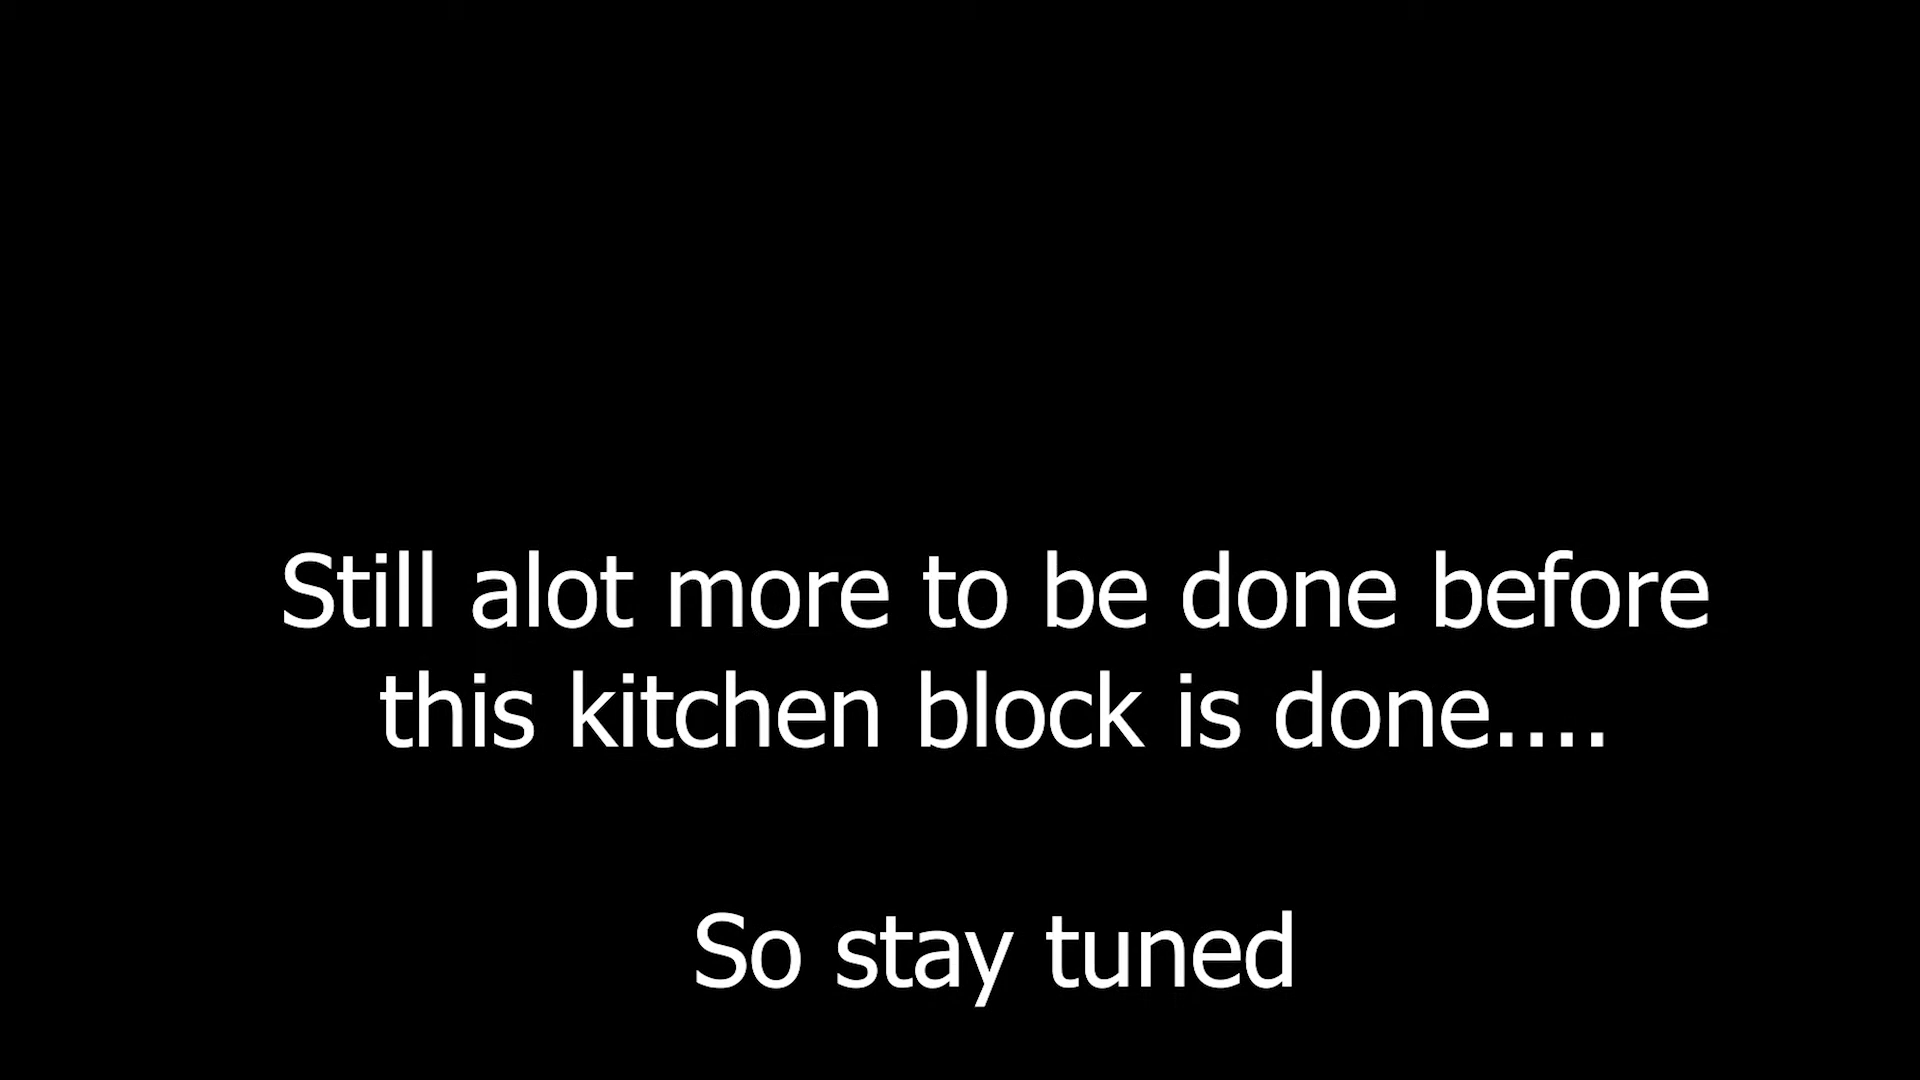 Still alot more to be done before
this kitchen block is done....
So stay tuned